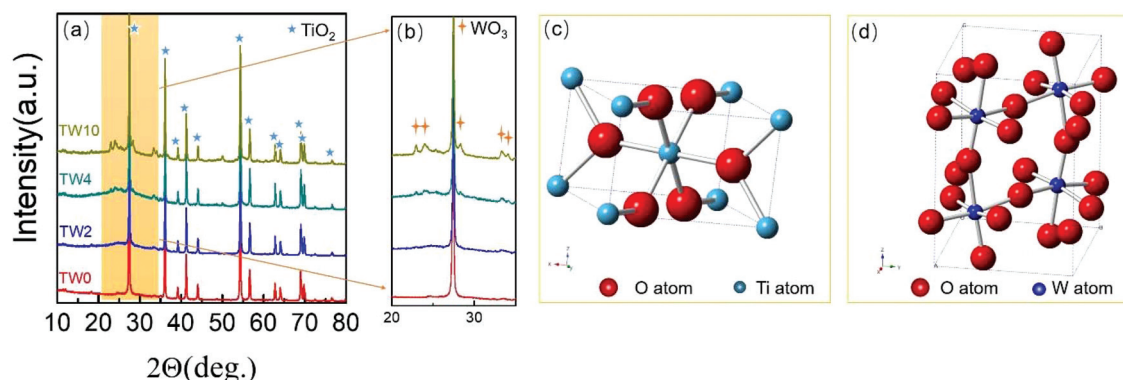 (a)
★TiO₂
(b)
WO₃
(c)
(d)
Intensity(a.u.)
TW10
TW4
TW2
TW0
10 20 30 40 50 60 70 80
20 25 30
2Θ(deg.)
O atom Ti atom
O atom W atom